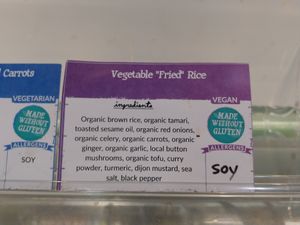 Carrots
VEGETARIAN
MADE
WITHOUT
GLUTEN
ALLERGENS
SOY
Vegetable "Fried" Rice
ingredients
Organic brown rice, organic tamari,
toasted sesame oil, organic red onions,
organic celery, organic carrots, organic
ginger, organic garlic, local button
mushrooms, organic tofu, curry
powder, turmeric, dijon mustard, sea
salt, black pepper
VEGAN
MADE
WITHOUT
GLUTEN
ALLERGENS
SOY